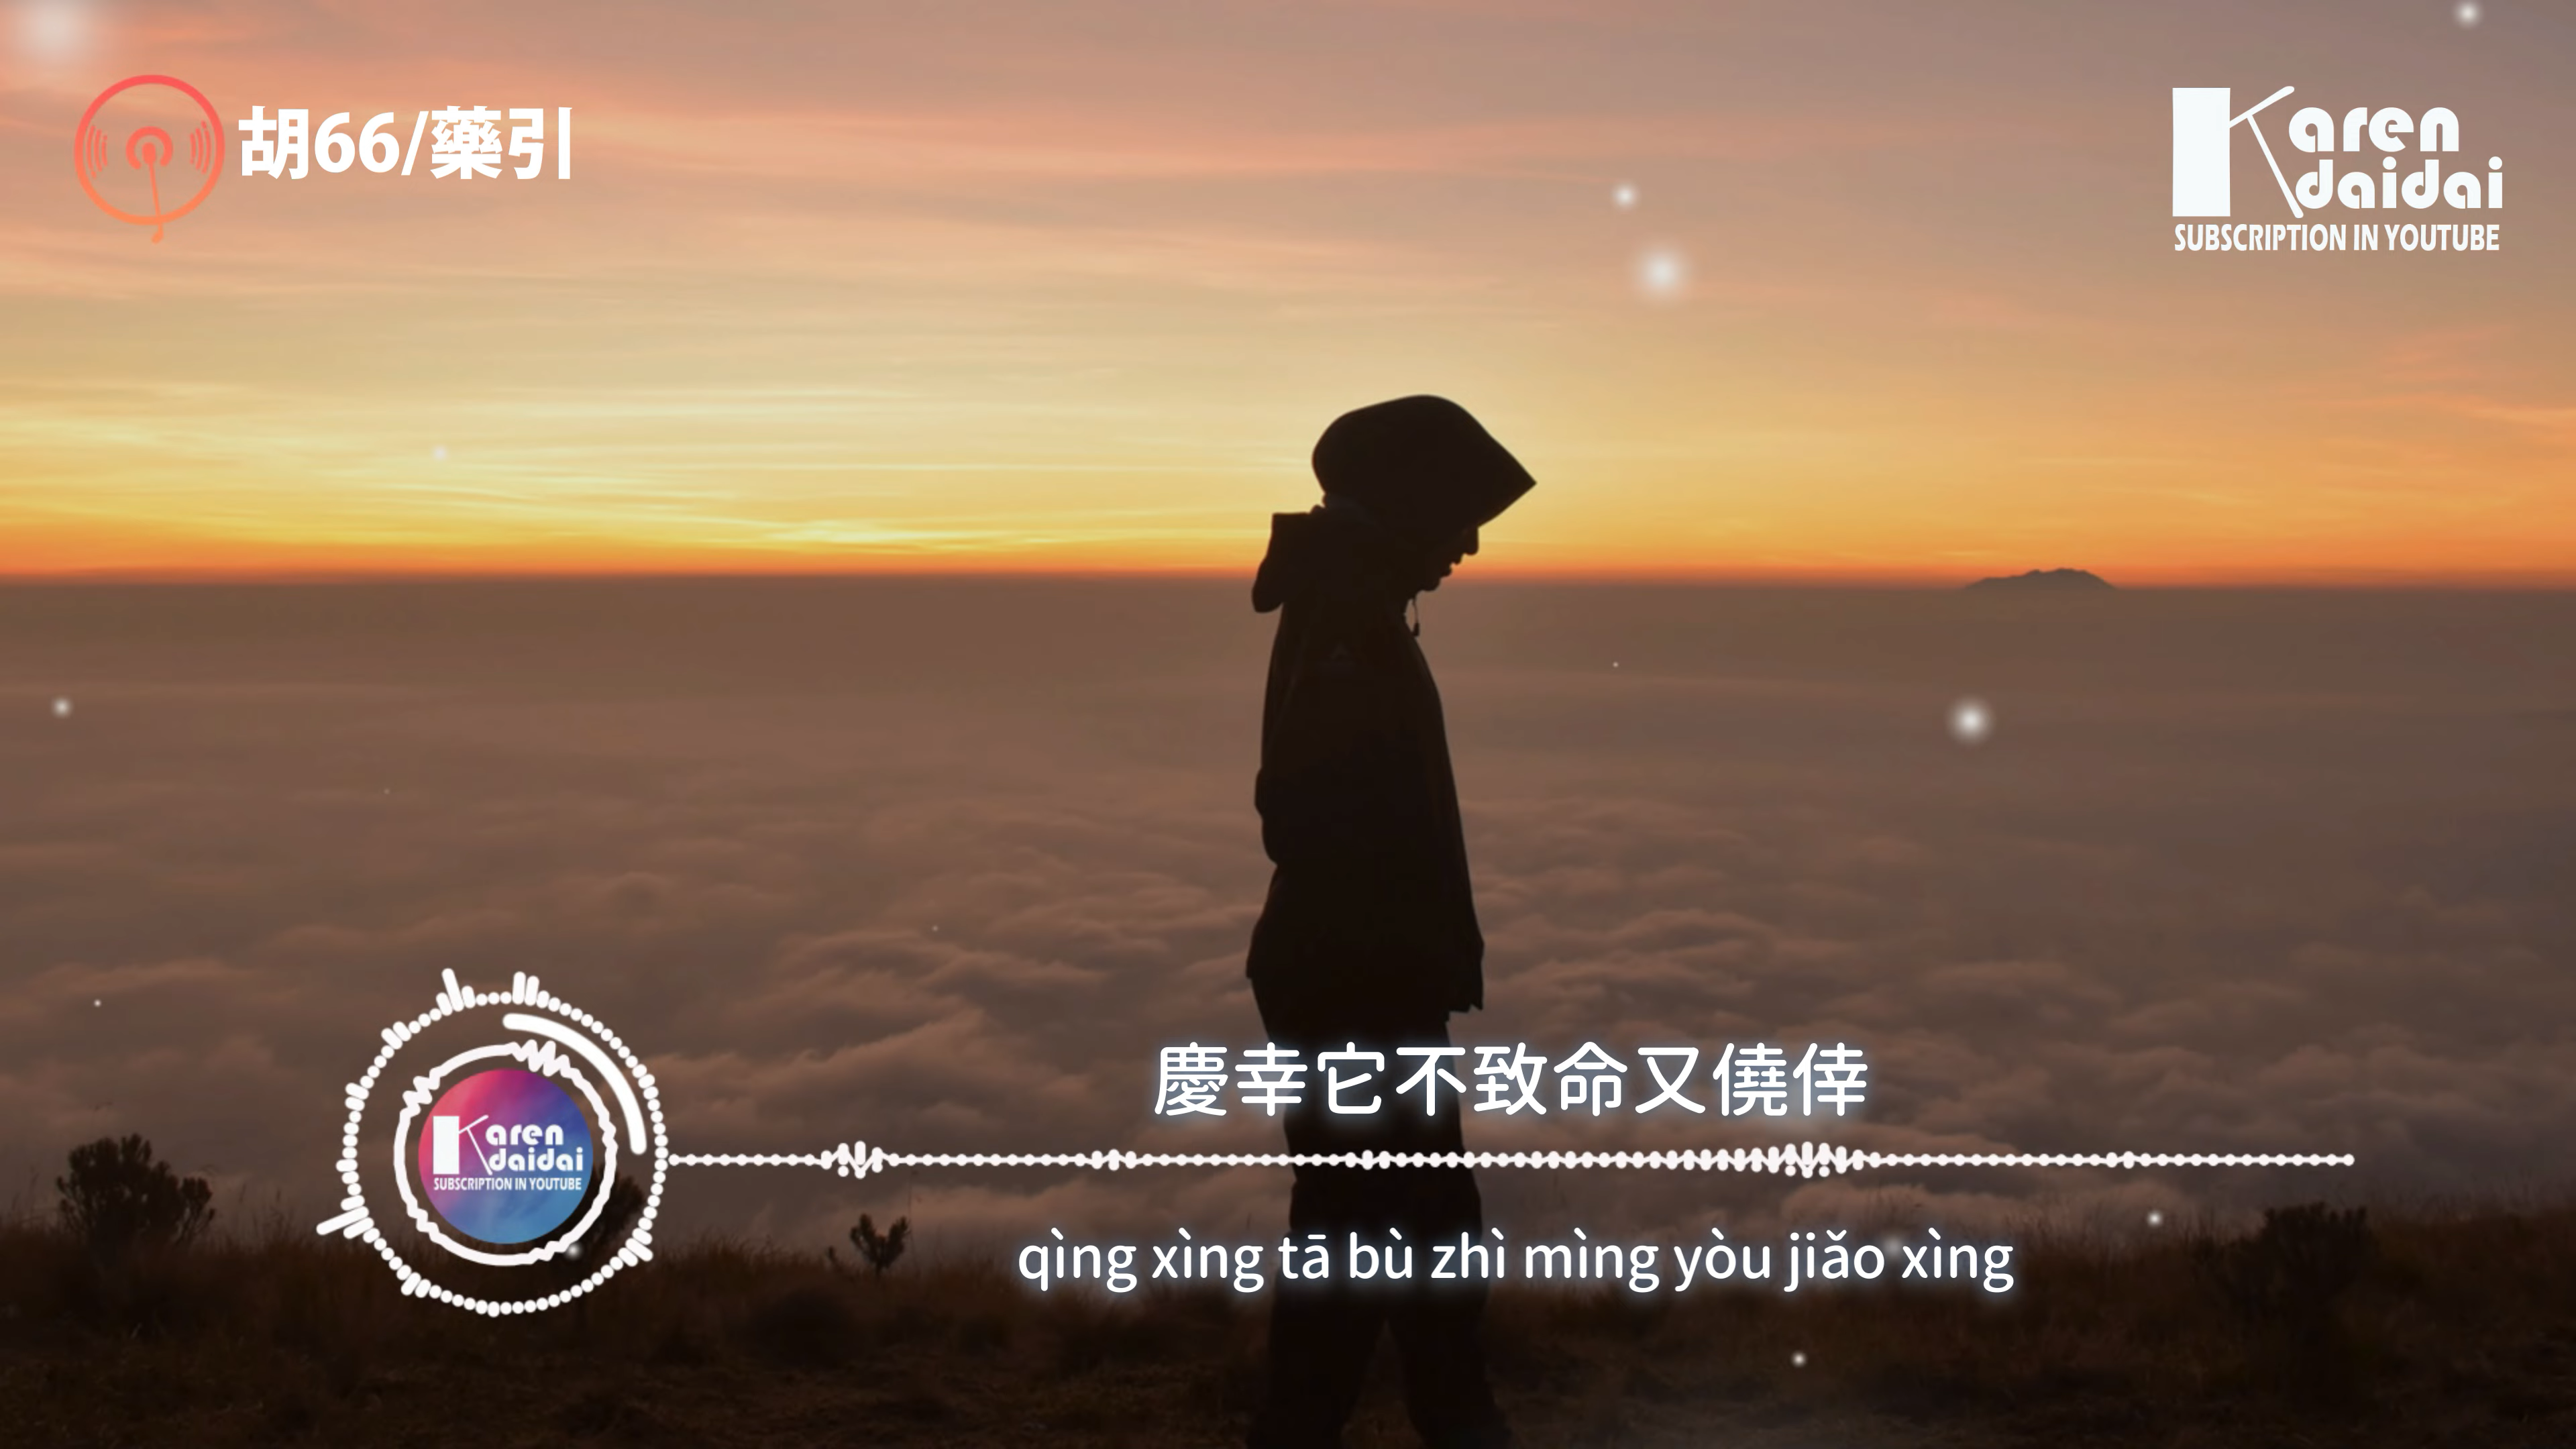 胡66/藥引
Karen
daidai
SUBSCRIPTION IN YOUTUBE
慶幸它不致命又僥倖
Karen
daidai
SUBSCRIPTION IN YOUTUBE
qìng xìng tā bù zhì mìng yòu jiǎo xìng